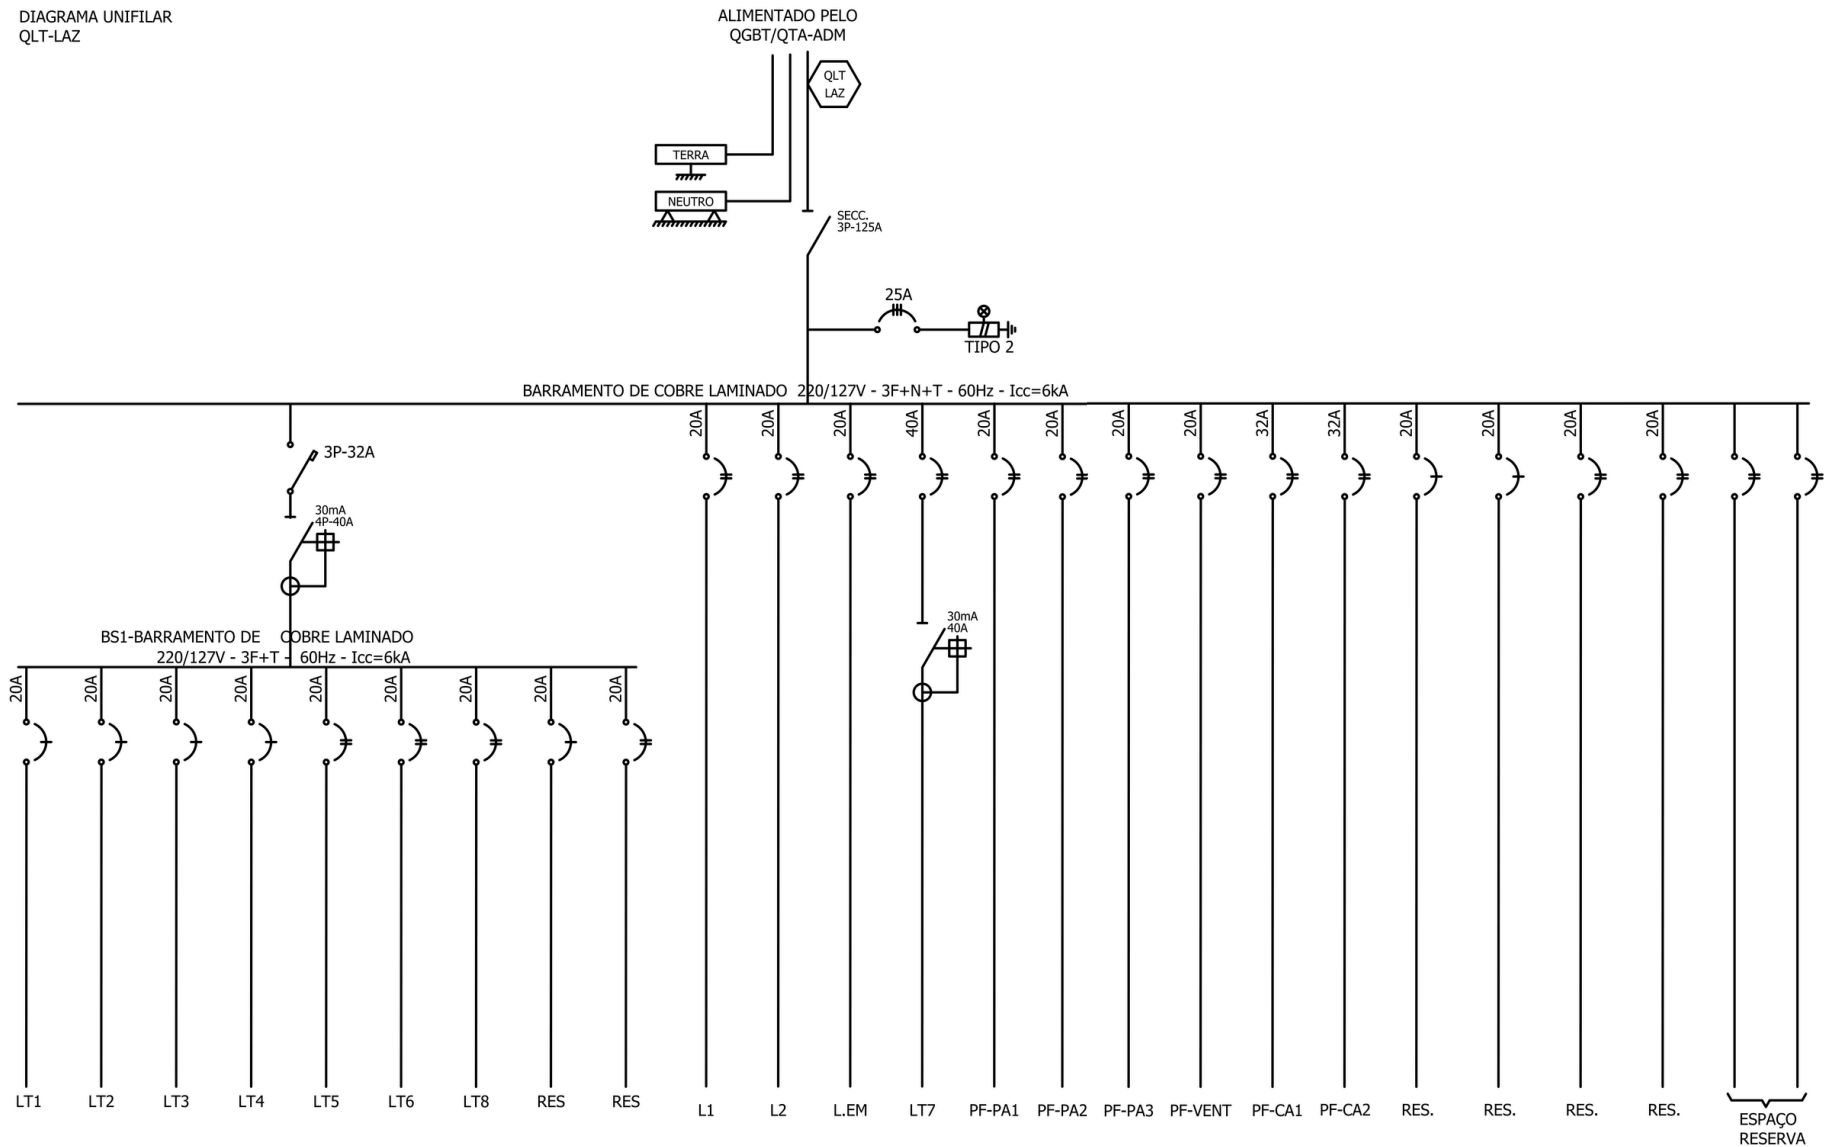 DIAGRAMA UNIFILAR
QLT-LAZ
ALIMENTADO PELO
QGBT/QTA-ADM
QLT
LAZ
TERRA
NEUTRO
SECC.
3P-125A
25A
TIPO 2
BARRAMENTO DE COBRE LAMINADO 220/127V - 3F+N+T - 60Hz - Icc=6kA
20A 20A 20A 40A 20A 20A 20A 20A 32A 32A 20A 20A 20A 20A
3P-32A
30mA
4P-40A
30mA
40A
BS1-BARRAMENTO DE COBRE LAMINADO
220/127V - 3F+T - 60Hz - Icc=6kA
20A 20A 20A 20A 20A 20A 20A 20A 20A
LT1 LT2 LT3 LT4 LT5 LT6 LT8 RES RES
L1 L2 L.EM LT7 PF-PA1 PF-PA2 PF-PA3 PF-VENT PF-CA1 PF-CA2 RES. RES. RES. RES.
ESPAÇO
RESERVA